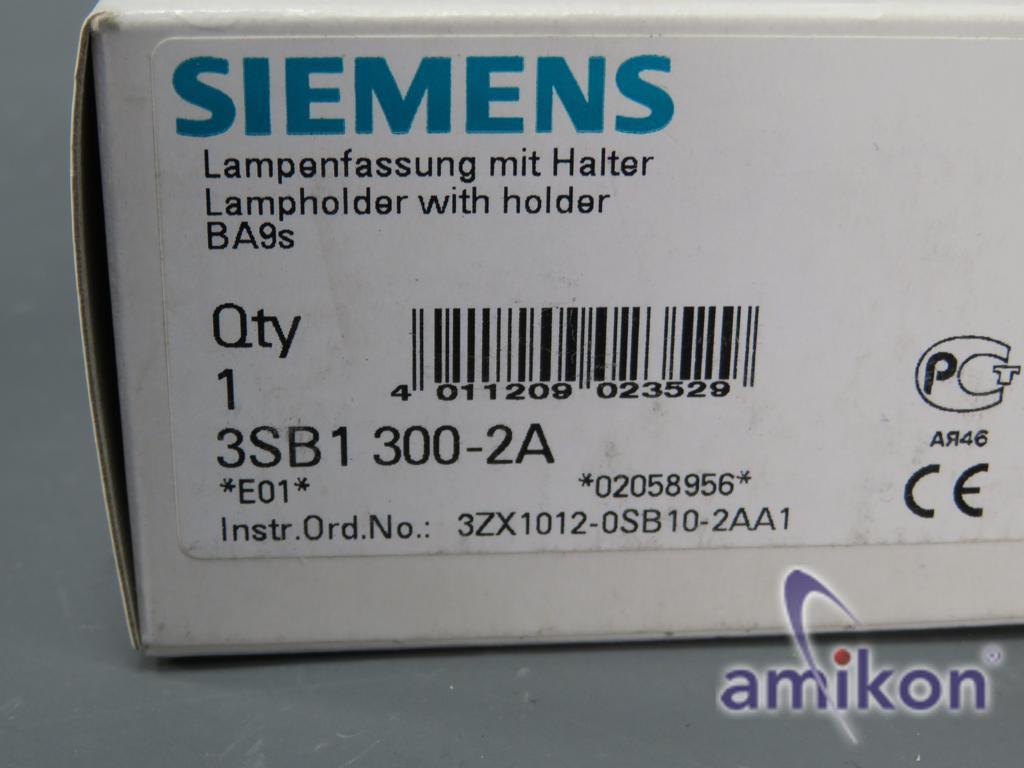 SIEMENS
Lampenfassung mit Halter
Lampholder with holder
BA9s
Qty
1
4 011209 023529
3SB1 300-2A
*E01* *02058956*
Instr.Ord.No.: 3ZX1012-0SB10-2AA1
РСТ
АЯ46
CE
amikon®